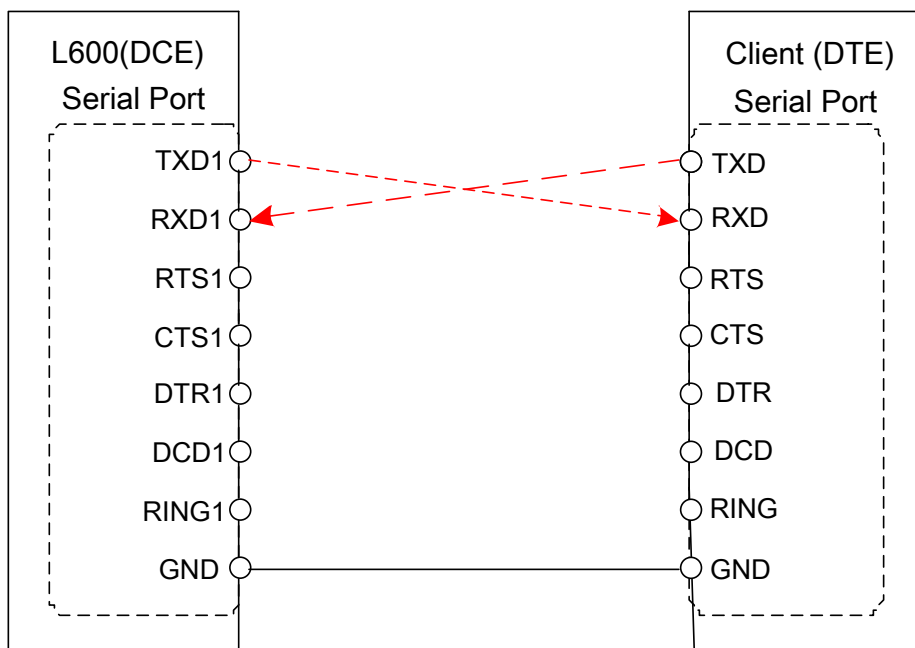 L600(DCE)
Serial Port
TXD1
RXD1
RTS1
CTS1
DTR1
DCD1
RING1
GND
Client (DTE)
Serial Port
TXD
RXD
RTS
CTS
DTR
DCD
RING
GND